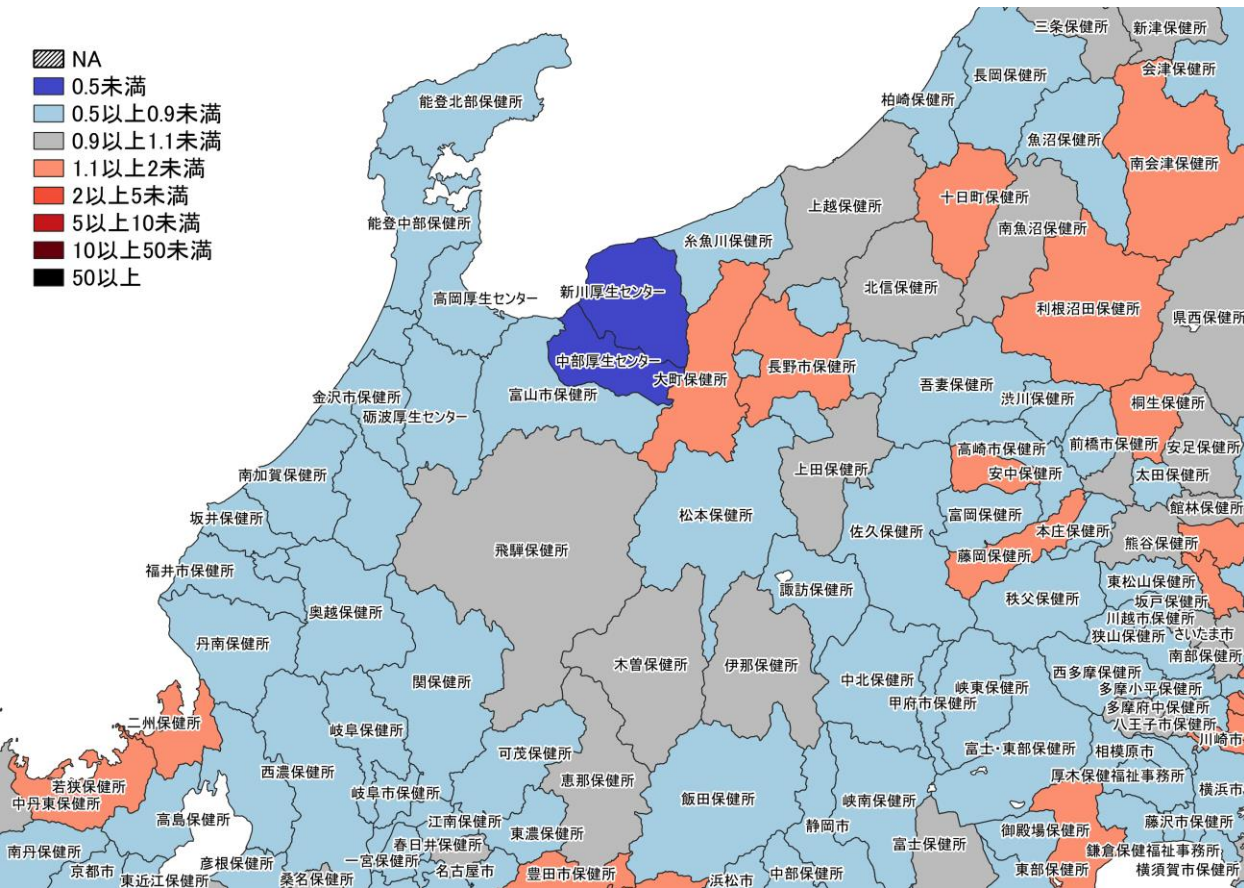 NA
0.5未満
0.5以上0.9未満
0.9以上1.1未満
1.1以上2未満
2以上5未満
5以上10未満
10以上50未満
50以上
三条保健所
新津保健所
長岡保健所
会津保健所
能登北部保健所
柏崎保健所
魚沼保健所
南会津保健所
十日町保健所
上越保健所
能登中部保健所
南魚沼保健所
糸魚川保健所
高岡厚生センター
新川厚生センター
北信保健所
利根沼田保健所
県西保健所
中部厚生センター
大町保健所
長野市保健所
吾妻保健所
金沢市保健所
富山市保健所
渋川保健所
桐生保健所
砺波厚生センター
高崎市保健所
前橋市保健所
安足保健所
南加賀保健所
上田保健所
安中保健所
太田保健所
坂井保健所
松本保健所
富岡保健所
館林保健所
佐久保健所
本庄保健所
飛騨保健所
藤岡保健所
熊谷保健所
福井市保健所
諏訪保健所
東松山保健所
秩父保健所
坂戸保健所
奥越保健所
川越市保健所
丹南保健所
狭山保健所
さいたま市
木曽保健所
伊那保健所
南部保健所
関保健所
中北保健所
峡東保健所
西多摩保健所
多摩小平保健所
甲府市保健所
多摩府中保健所
二州保健所
八王子市保健所
岐阜保健所
川崎市
可茂保健所
富士・東部保健所
相模原市
西濃保健所
恵那保健所
厚木保健福祉事務所
若狭保健所
岐阜市保健所
飯田保健所
峡南保健所
横浜市
中丹東保健所
高島保健所
江南保健所
静岡市
藤沢市保健所
東濃保健所
御殿場保健所
春日井保健所
富士保健所
南丹保健所
鎌倉保健福祉事務所
彦根保健所
一宮保健所
京都市
名古屋市
豊田市保健所
中部保健所
東部保健所
横須賀市保健所
東近江保健所
桑名保健所
浜松市